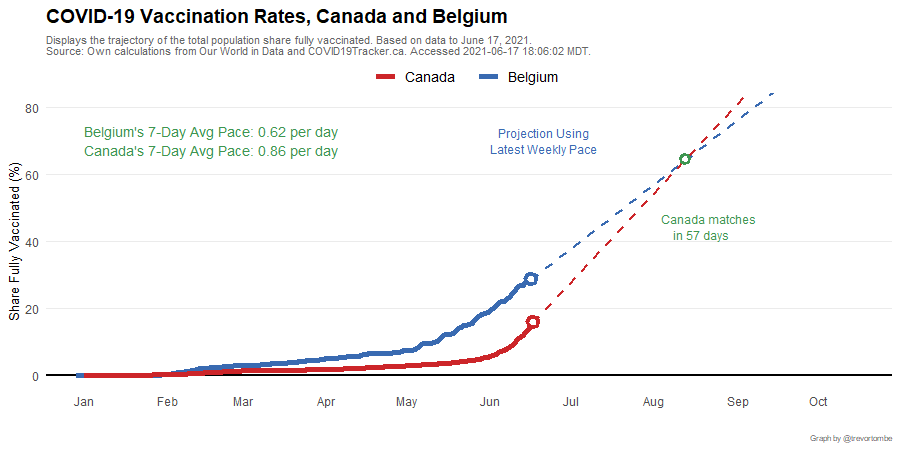 COVID-19 Vaccination Rates, Canada and Belgium
Displays the trajectory of the total population share fully vaccinated. Based on data to June 17, 2021.
Source: Own calculations from Our World in Data and COVID19Tracker.ca. Accessed 2021-06-17 18:06:02 MDT.
Canada Belgium
Belgium's 7-Day Avg Pace: 0.62 per day
Canada's 7-Day Avg Pace: 0.86 per day
Projection Using
Latest Weekly Pace
Canada matches
in 57 days
Share Fully Vaccinated (%)
80
60
40
20
0
Jan Feb Mar Apr May Jun Jul Aug Sep Oct
Graph by @trevortombe